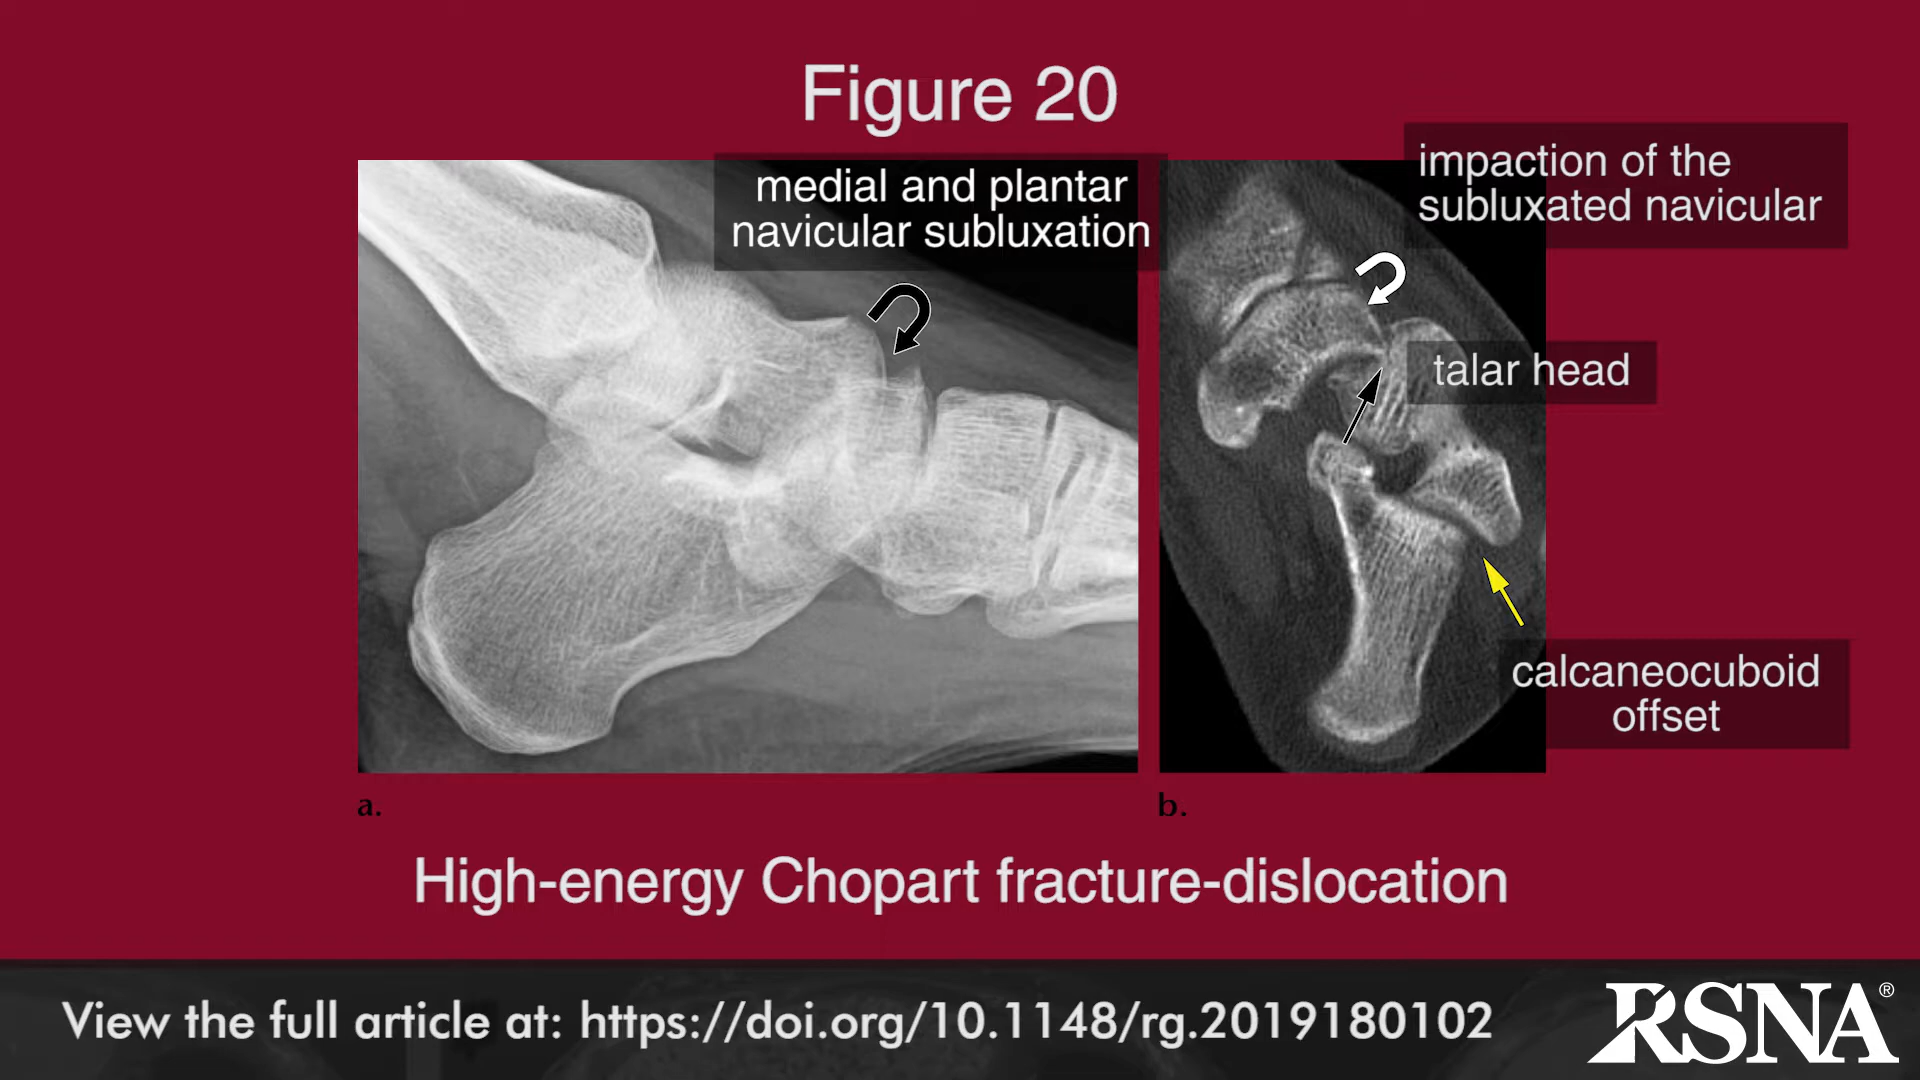 Figure 20
medial and plantar
navicular subluxation
impaction of the
subluxated navicular
talar head
calcaneocuboid
offset
a.
b.
High-energy Chopart fracture-dislocation
View the full article at: https://doi.org/10.1148/rg.2019180102
RSNA®